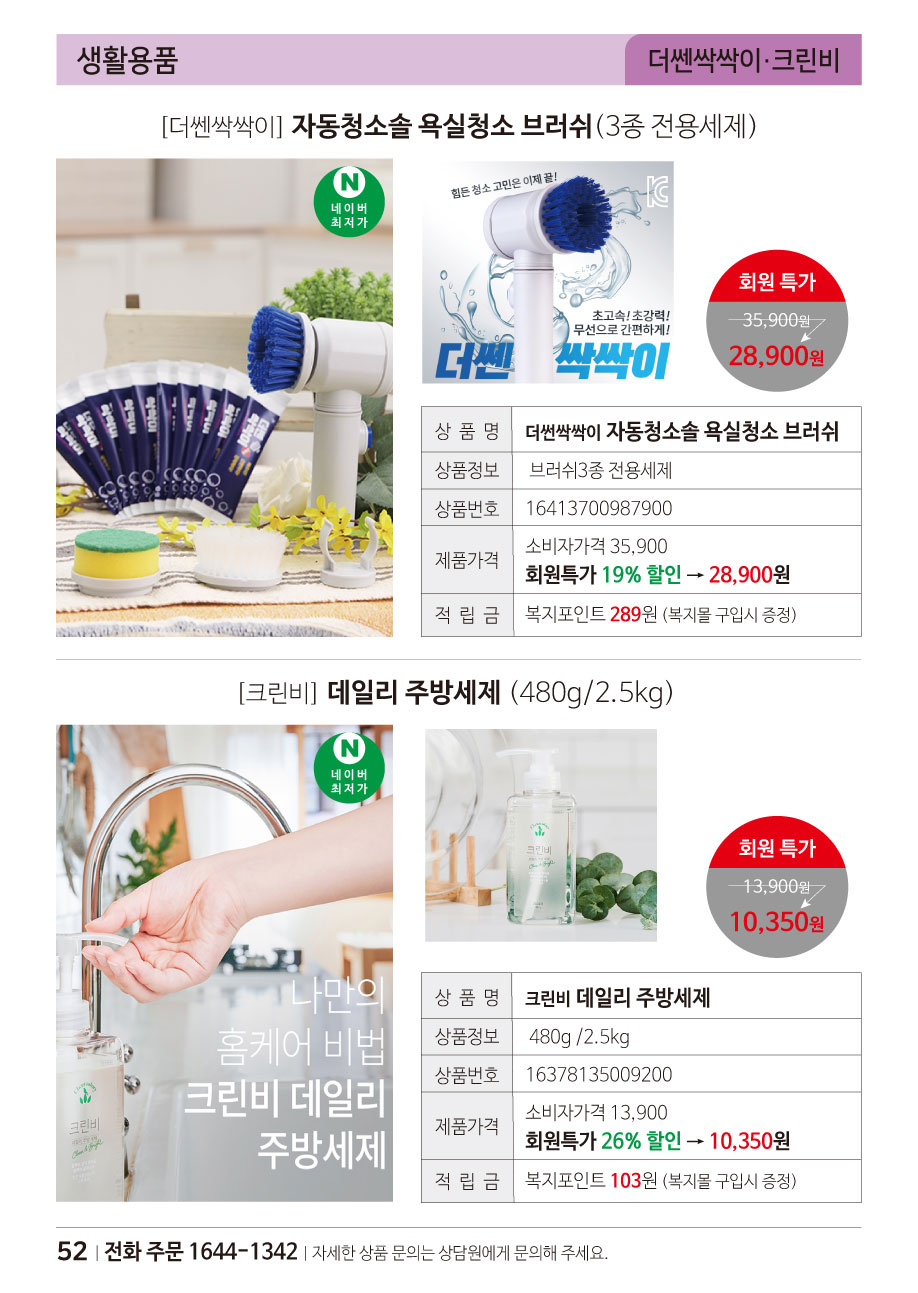 생활용품
더쎈싹싹이·크린비
[더쎈싹싹이] 자동청소솔 욕실청소 브러쉬(3종 전용세제)
N
네이버
최저가
힘든 청소 고민은 이제 끝!
초고속! 초강력!
무선으로 간편하게!
더쎈 싹싹이
회원 특가
35,900원
28,900원
상 품 명 더썬싹싹이 자동청소솔 욕실청소 브러쉬
상품정보 브러쉬3종 전용세제
상품번호 16413700987900
제품가격 소비자가격 35,900
회원특가 19% 할인 → 28,900원
적 립 금 복지포인트 289원 (복지몰 구입시 증정)
[크린비] 데일리 주방세제 (480g/2.5kg)
N
네이버
최저가
나만의
홈케어 비법
크린비 데일리
주방세제
크린비
크린비
회원 특가
13,900원
10,350원
상 품 명 크린비 데일리 주방세제
상품정보 480g /2.5kg
상품번호 16378135009200
제품가격 소비자가격 13,900
회원특가 26% 할인 → 10,350원
적 립 금 복지포인트 103원 (복지몰 구입시 증정)
52 | 전화 주문 1644-1342 | 자세한 상품 문의는 상담원에게 문의해 주세요.